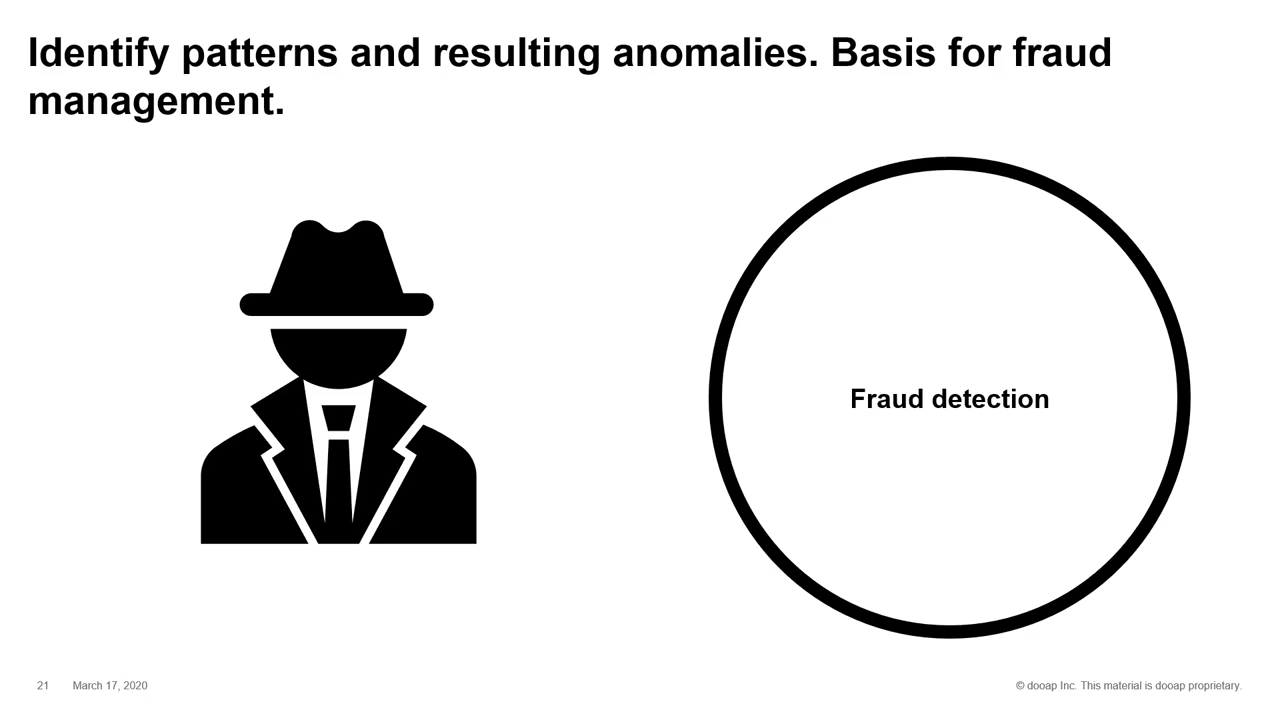 Identify patterns and resulting anomalies. Basis for fraud
management.
Fraud detection
21 March 17, 2020
© dooap Inc. This material is dooap proprietary.